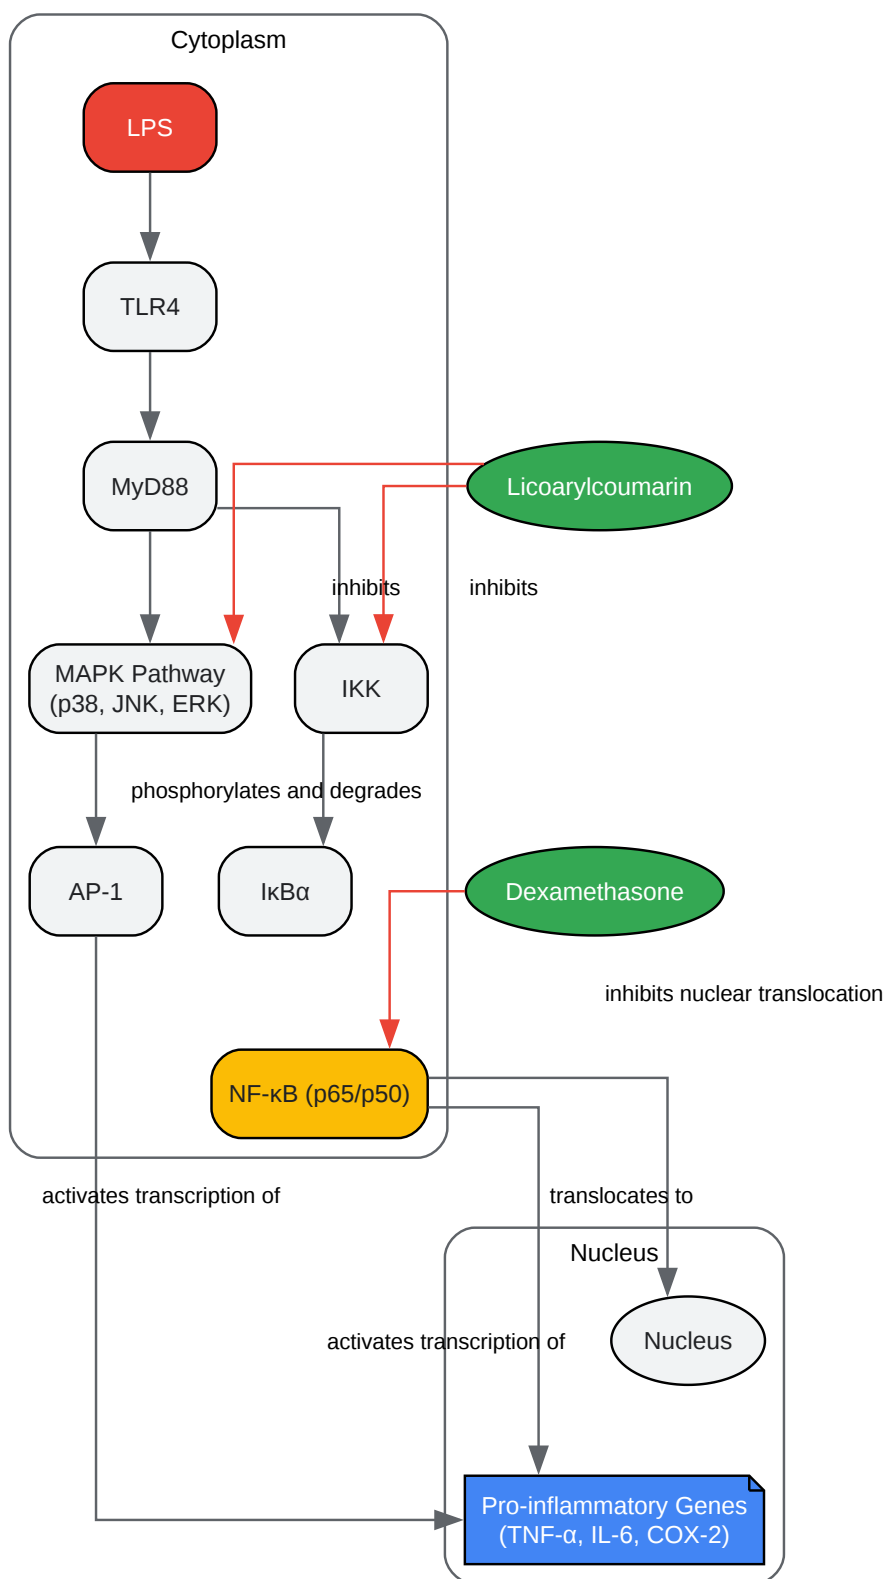 Cytoplasm
LPS
TLR4
MyD88
Licoarylcoumarin
inhibits
inhibits
MAPK Pathway
(p38, JNK, ERK)
IKK
phosphorylates and degrades
AP-1
IκBα
Dexamethasone
inhibits nuclear translocation
NF-κB (p65/p50)
activates transcription of
translocates to
Nucleus
activates transcription of
Nucleus
Pro-inflammatory Genes
(TNF-α, IL-6, COX-2)